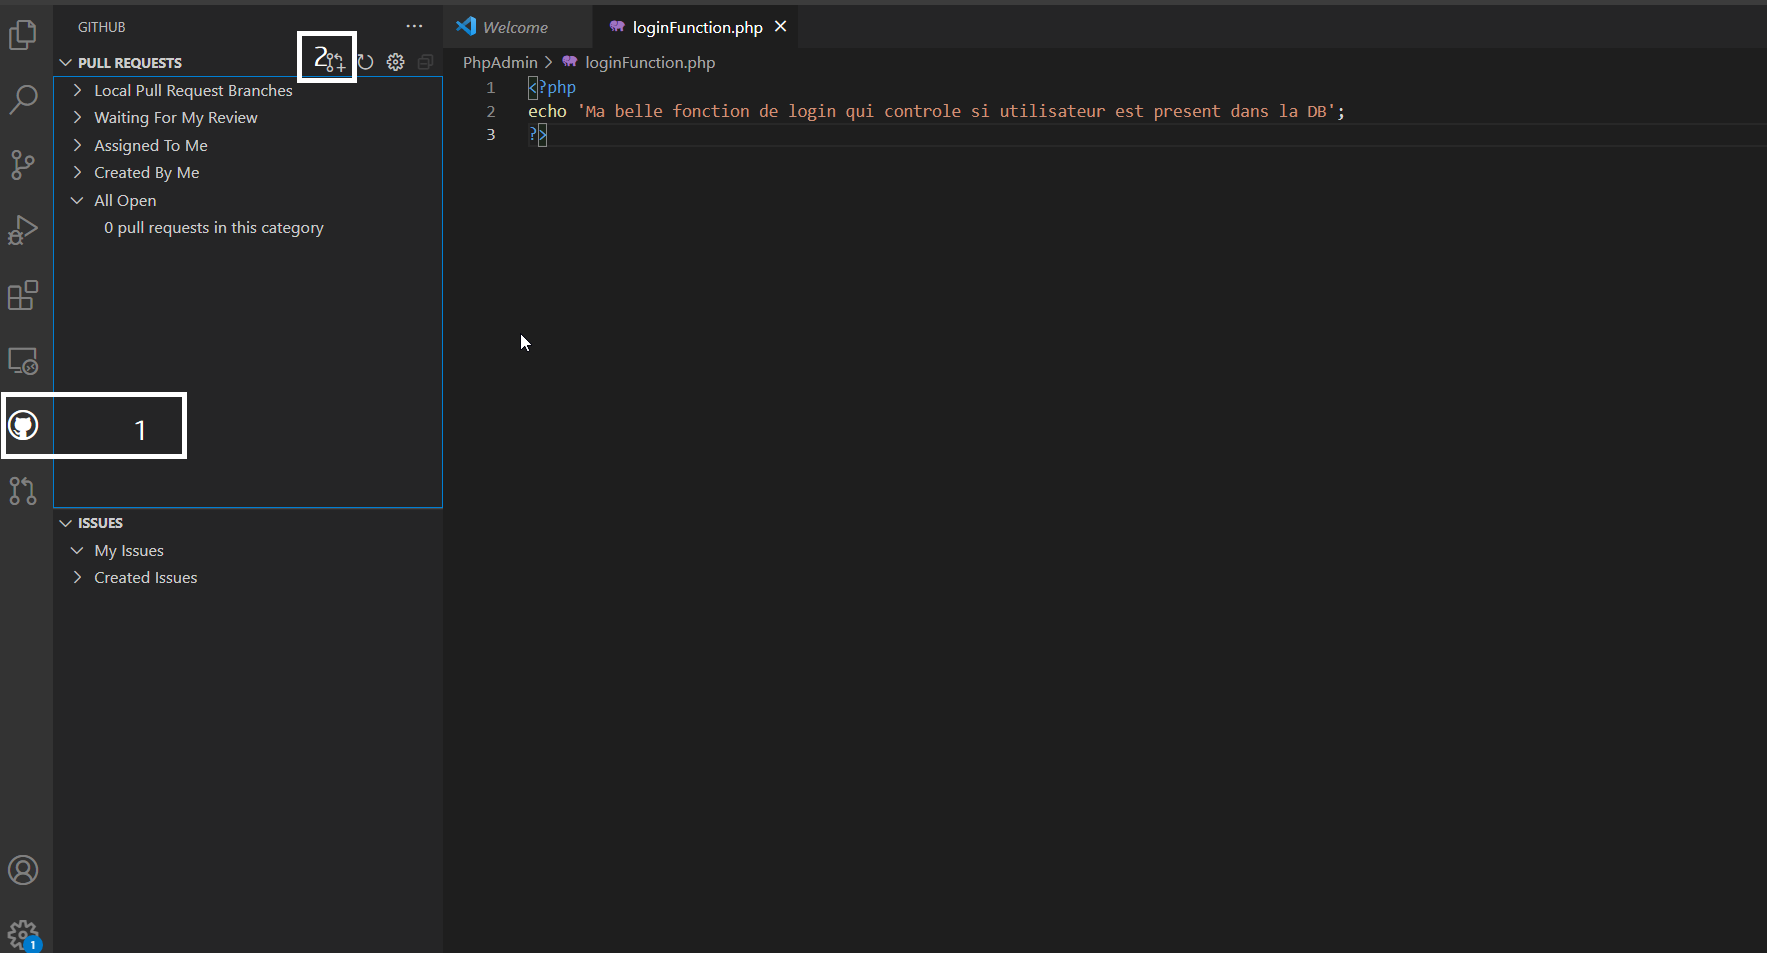 GITHUB
PULL REQUESTS
2
Local Pull Request Branches
Waiting For My Review
Assigned To Me
Created By Me
All Open
0 pull requests in this category
1
ISSUES
My Issues
Created Issues
1
Welcome
loginFunction.php
PhpAdmin > loginFunction.php
1 <?php
2 echo 'Ma belle fonction de login qui controle si utilisateur est present dans la DB';
3 ?>